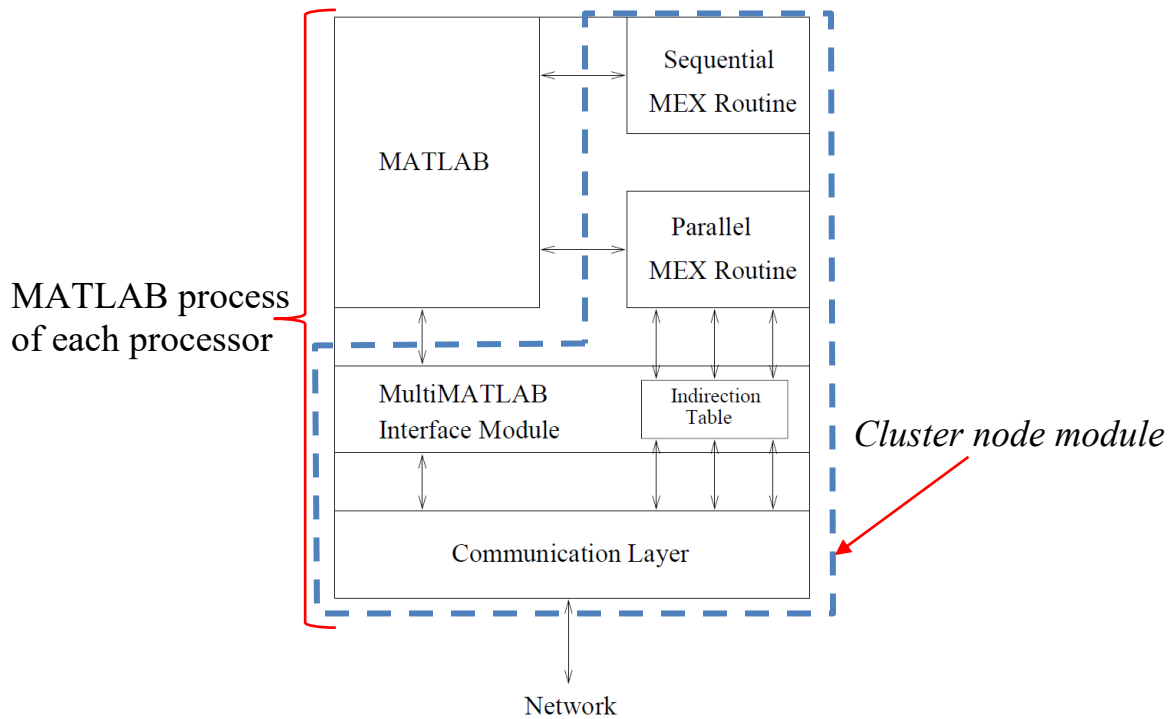 Sequential
MEX Routine
MATLAB
Parallel
MEX Routine
MATLAB process
of each processor
MultiMATLAB
Interface Module
Indirection
Table
Cluster node module
Communication Layer
Network